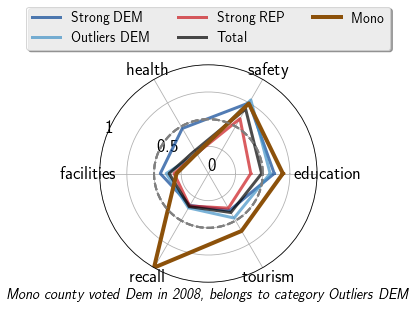 Strong DEM Strong REP Mono
Outliers DEM Total
health safety
1
0.5
0
facilities education
recall tourism
Mono county voted Dem in 2008, belongs to category Outliers DEM